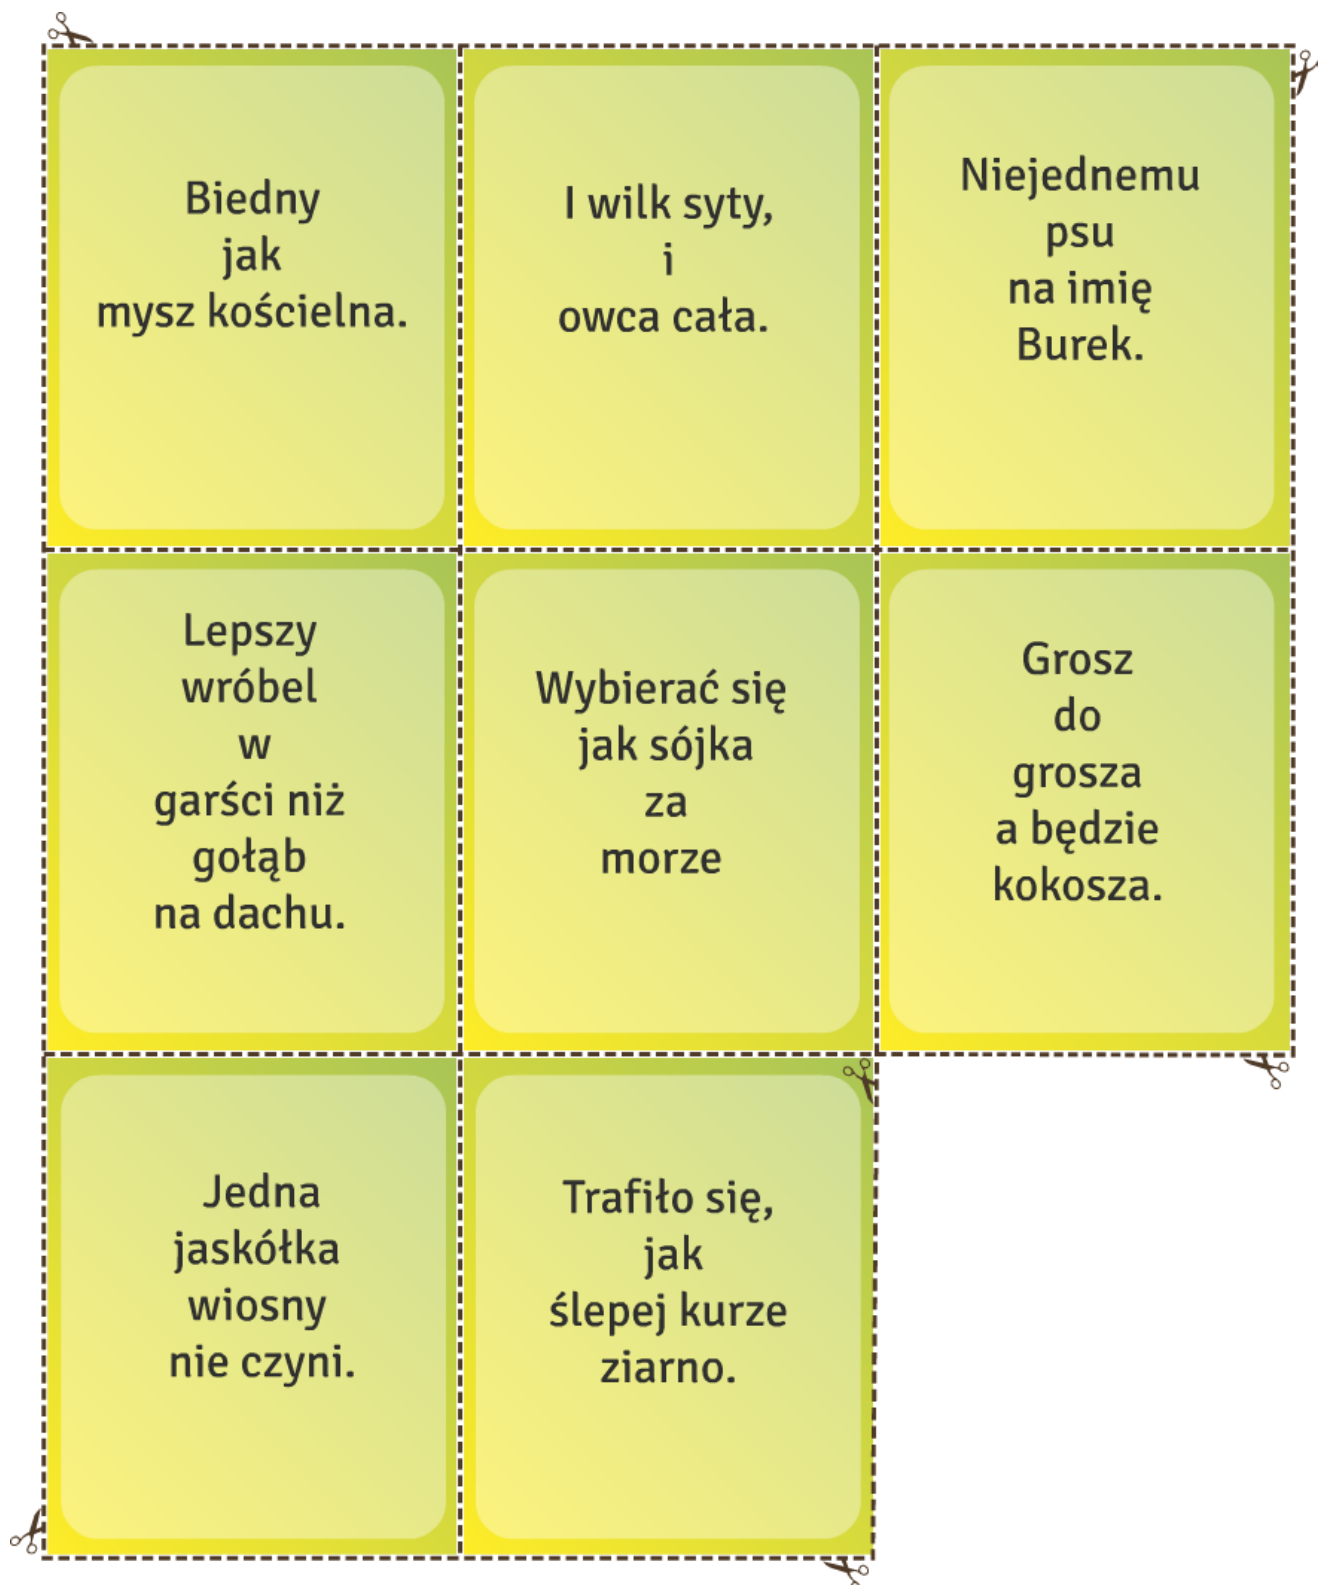 Biedny
jak
mysz kościelna.
I wilk syty,
i
owca cała.
Niejednemu
psu
na imię
Burek.
Lepszy
wróbel
w
garści niż
gołąb
na dachu.
Wybierać się
jak sójka
za
morze
Grosz
do
grosza
a będzie
kokosza.
Jedna
jaskółka
wiosny
nie czyni.
Trafiło się,
jak
ślepej kurze
ziarno.